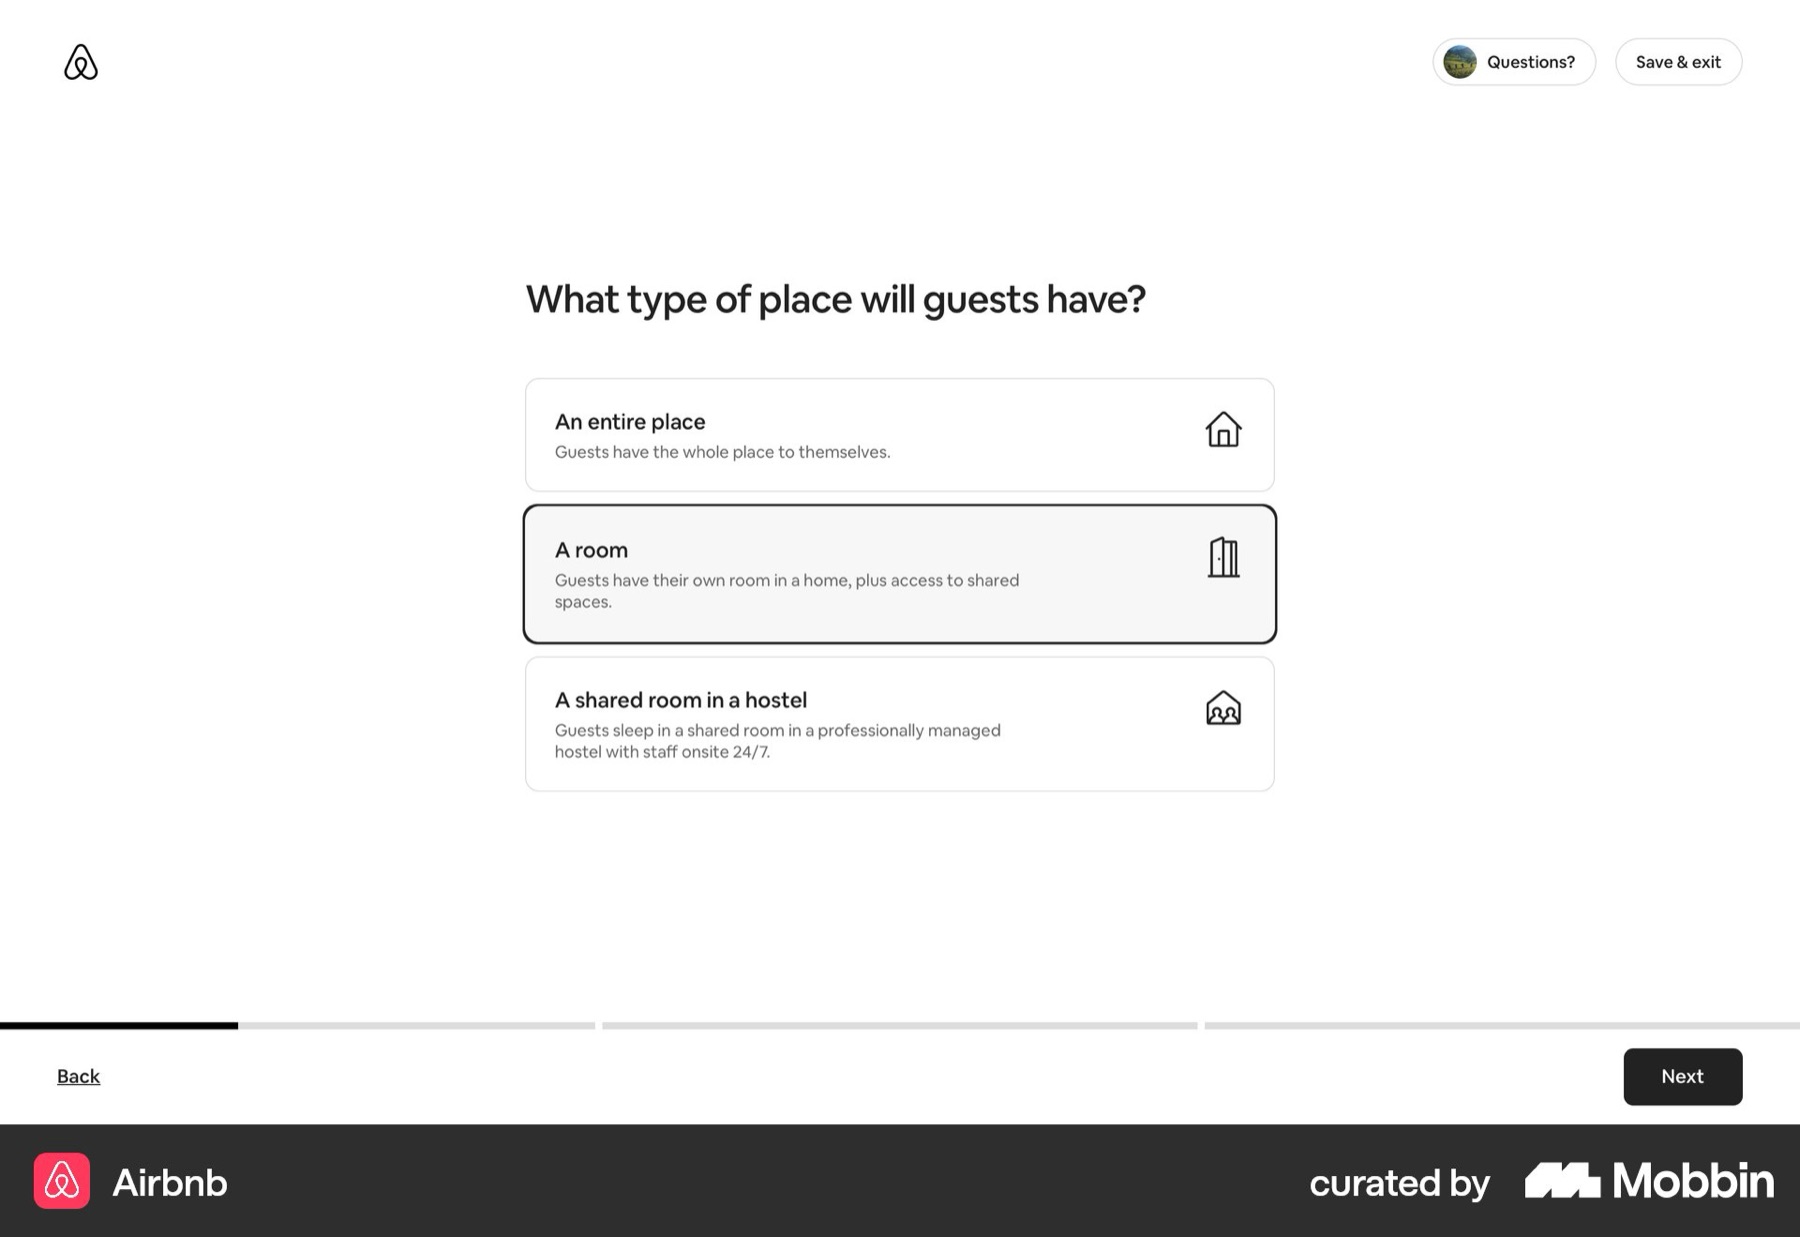 Questions?
Save & exit
What type of place will guests have?
An entire place
Guests have the whole place to themselves.
A room
Guests have their own room in a home, plus access to shared
spaces.
A shared room in a hostel
Guests sleep in a shared room in a professionally managed
hostel with staff onsite 24/7.
Back
Next
Airbnb
curated by Mobbin